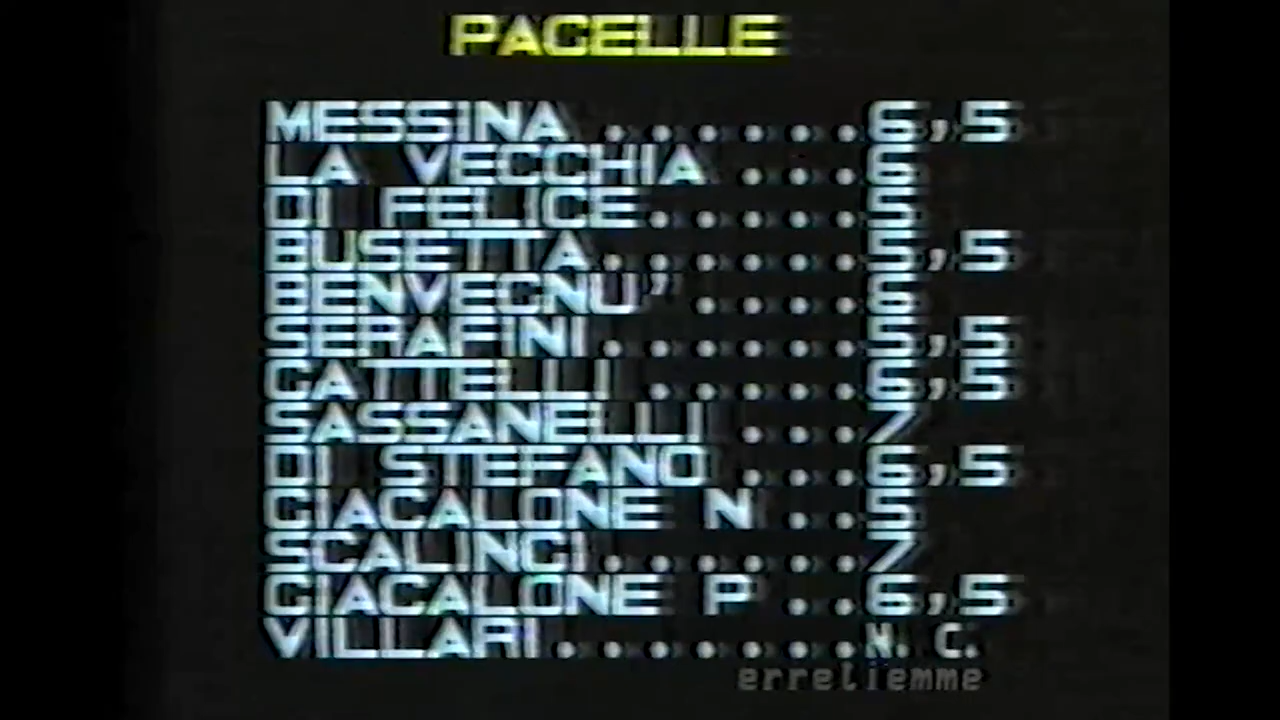 PAGELLE
MESSINA . . . . . . 6,5
LA VECCHIA . . . 6
DI FELICE. . . . . 5
BUSETTA. . . . . . 5,5
BENVEGNU' . . . . 6
SERAFINI. . . . . . 5,5
GATTELLI . . . . . 6,5
SASSANELLI . . . 7
DI STEFANO . . . 6,5
GIACALONE N . . 5
SCALINGI. . . . . . 7
GIACALONE P . . 6,5
VILLARI. . . . . . . N. C.
erreliemme